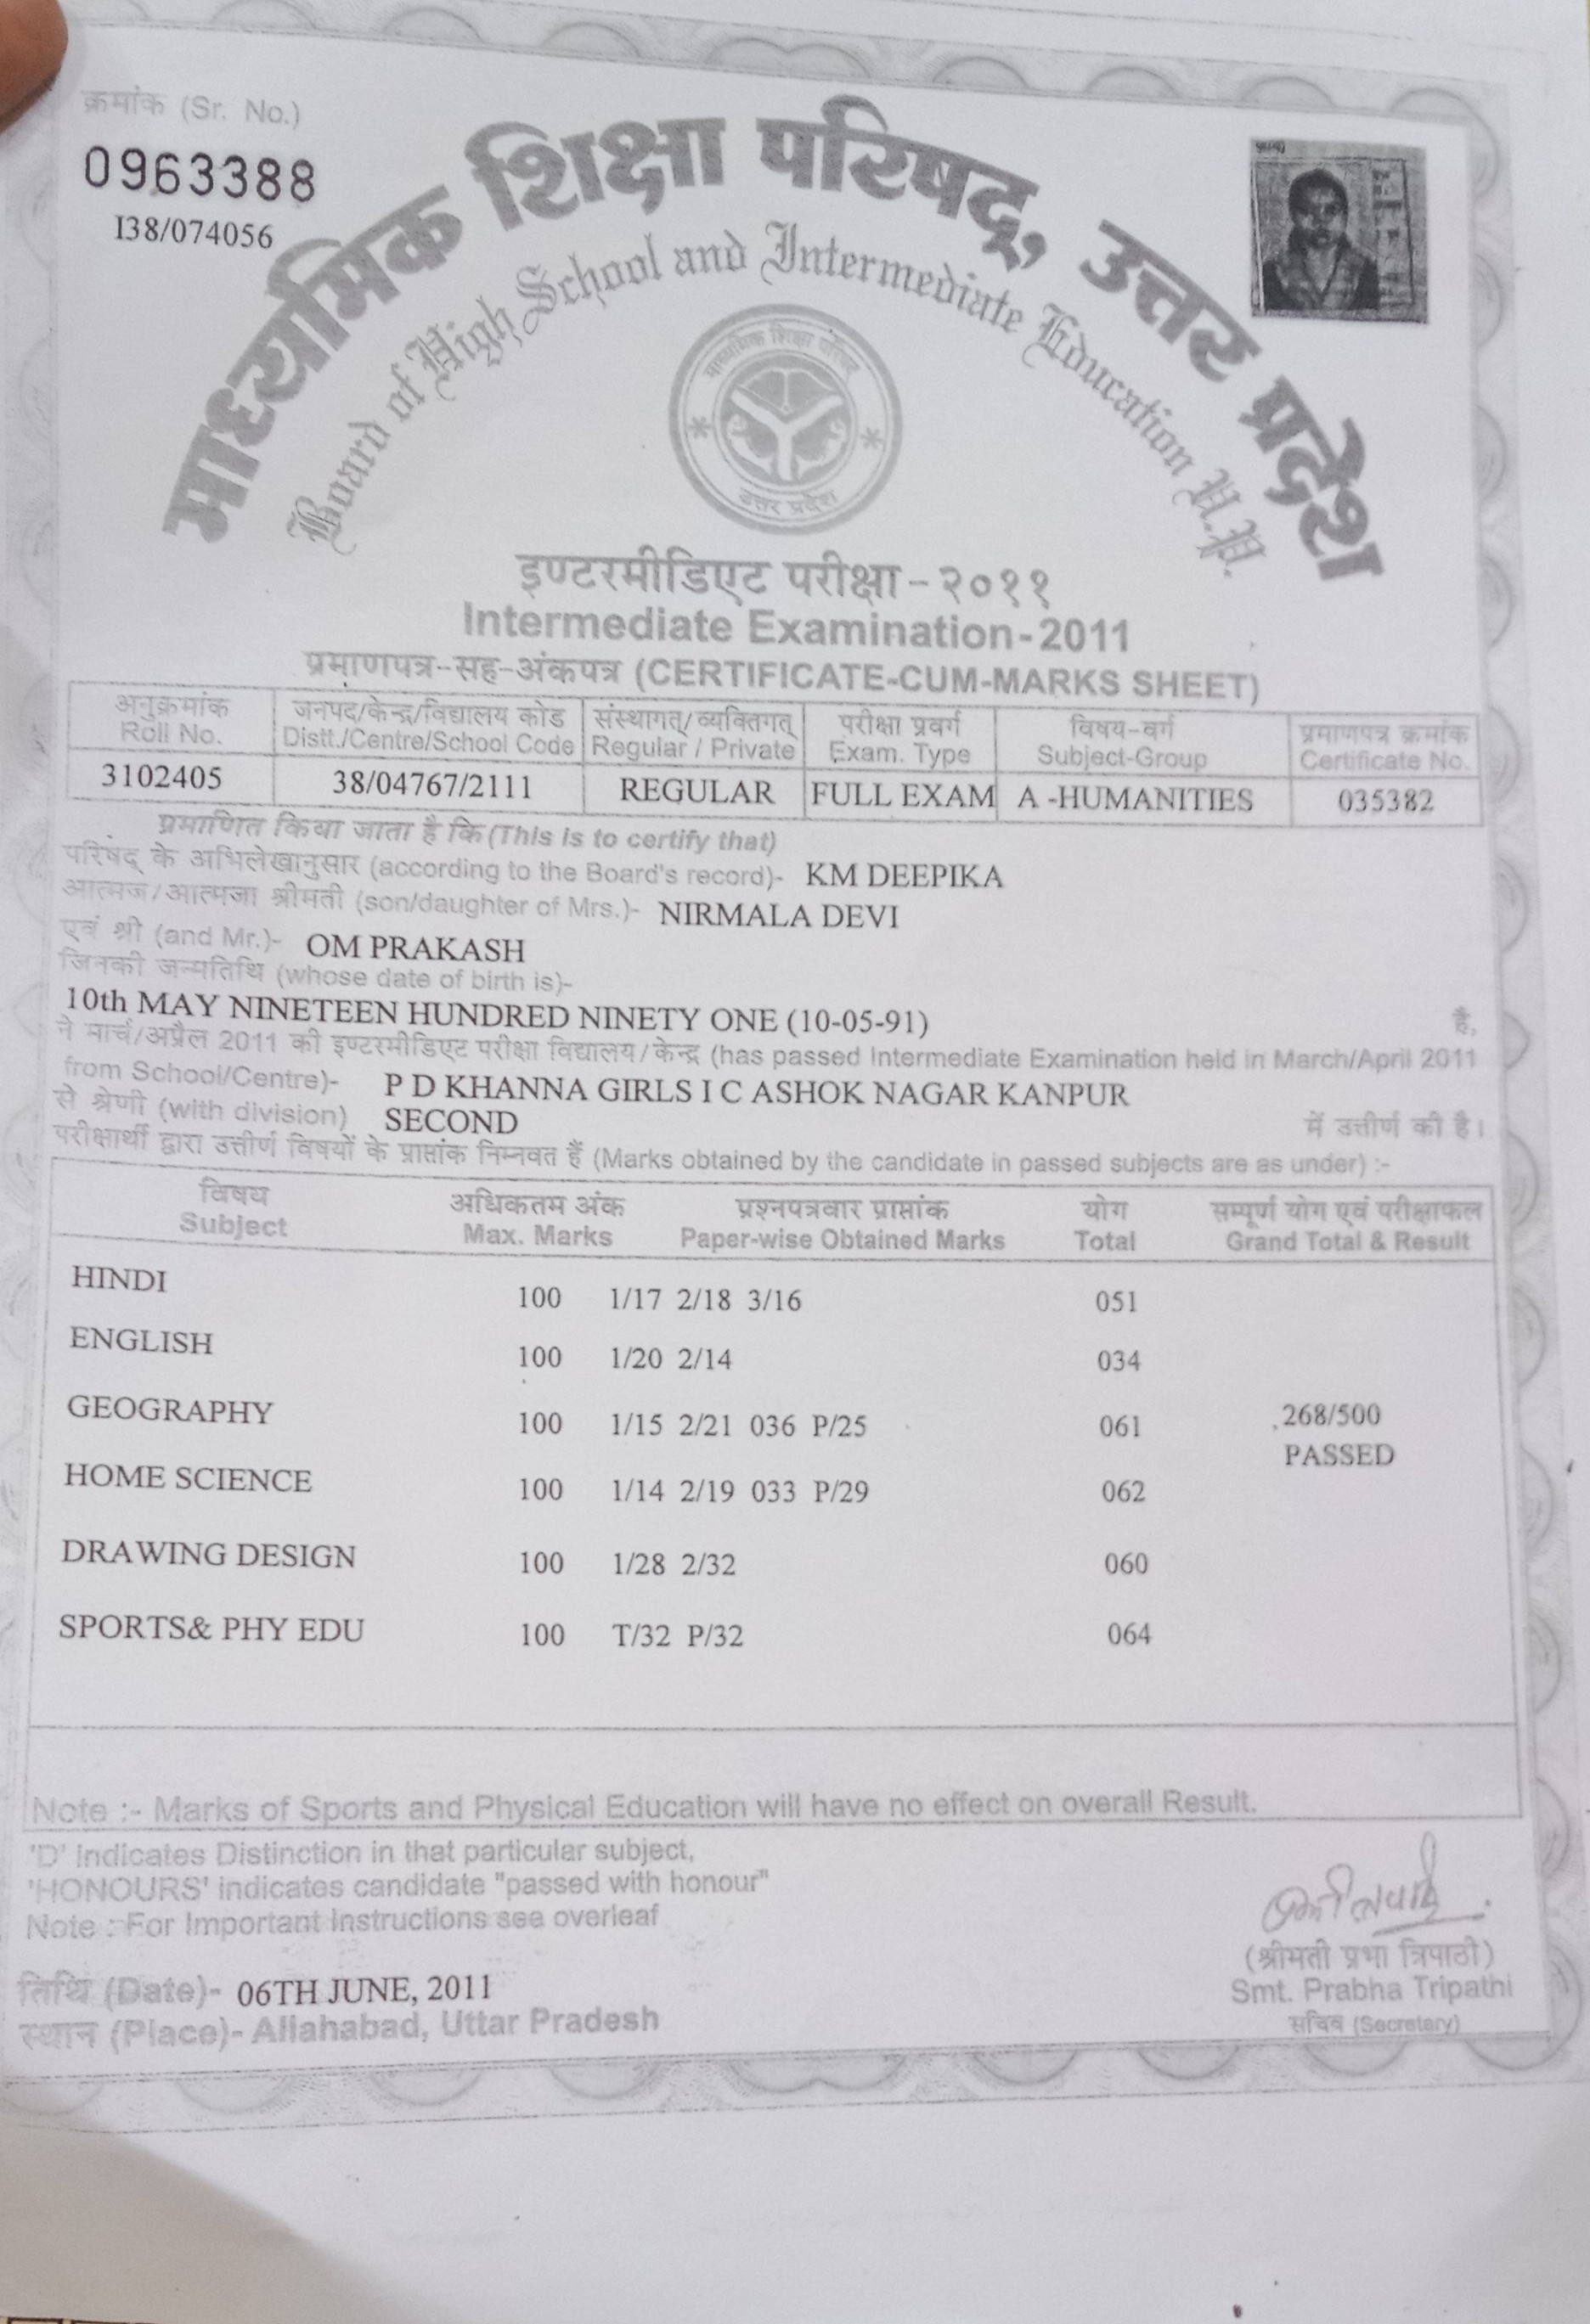 क्रमांक (Sr. No.)
0963388
I38/074056
माध्यमिक शिक्षा परिषद्, उत्तर प्रदेश
Board of High School and Intermediate Education U.P.
माध्यमिक शिक्षा परिषद्
उत्तर प्रदेश
इण्टरमीडिएट परीक्षा-२०११
Intermediate Examination-2011
प्रमाणपत्र-सह-अंकपत्र (CERTIFICATE-CUM-MARKS SHEET)
अनुक्रमांक जनपद/केन्द्र/विद्यालय कोड संस्थागत्/व्यक्तिगत् परीक्षा प्रवर्ग विषय-वर्ग प्रमाणपत्र क्रमांक
Roll No. Distt./Centre/School Code Regular / Private Exam. Type Subject-Group Certificate No.
3102405 38/04767/2111 REGULAR FULL EXAM A -HUMANITIES 035382
प्रमाणित किया जाता है कि (This is to certify that)
परिषद् के अभिलेखानुसार (according to the Board's record)- KM DEEPIKA
आत्मज/आत्मजा श्रीमती (son/daughter of Mrs.)- NIRMALA DEVI
एवं श्री (and Mr.)- OM PRAKASH
जिनकी जन्मतिथि (whose date of birth is)-
10th MAY NINETEEN HUNDRED NINETY ONE (10-05-91) है,
ने मार्च/अप्रैल 2011 की इण्टरमीडिएट परीक्षा विद्यालय/केन्द्र (has passed Intermediate Examination held in March/April 2011
from School/Centre)- P D KHANNA GIRLS I C ASHOK NAGAR KANPUR
से श्रेणी (with division) SECOND में उत्तीर्ण की है।
परीक्षार्थी द्वारा उत्तीर्ण विषयों के प्राप्तांक निम्नवत हैं (Marks obtained by the candidate in passed subjects are as under) :-
विषय अधिकतम अंक प्रश्नपत्रवार प्राप्तांक योग सम्पूर्ण योग एवं परीक्षाफल
Subject Max. Marks Paper-wise Obtained Marks Total Grand Total & Result
HINDI 100 1/17 2/18 3/16 051
ENGLISH 100 1/20 2/14 034
GEOGRAPHY 100 1/15 2/21 036 P/25 061 268/500
PASSED
HOME SCIENCE 100 1/14 2/19 033 P/29 062
DRAWING DESIGN 100 1/28 2/32 060
SPORTS& PHY EDU 100 T/32 P/32 064
Note :- Marks of Sports and Physical Education will have no effect on overall Result.
'D' indicates Distinction in that particular subject,
'HONOURS' indicates candidate "passed with honour"
Note :-For Important Instructions see overleaf
(श्रीमती प्रभा त्रिपाठी)
Smt. Prabha Tripathi
सचिव (Secretary)
तिथि (Date)- 06TH JUNE, 2011
स्थान (Place)- Allahabad, Uttar Pradesh